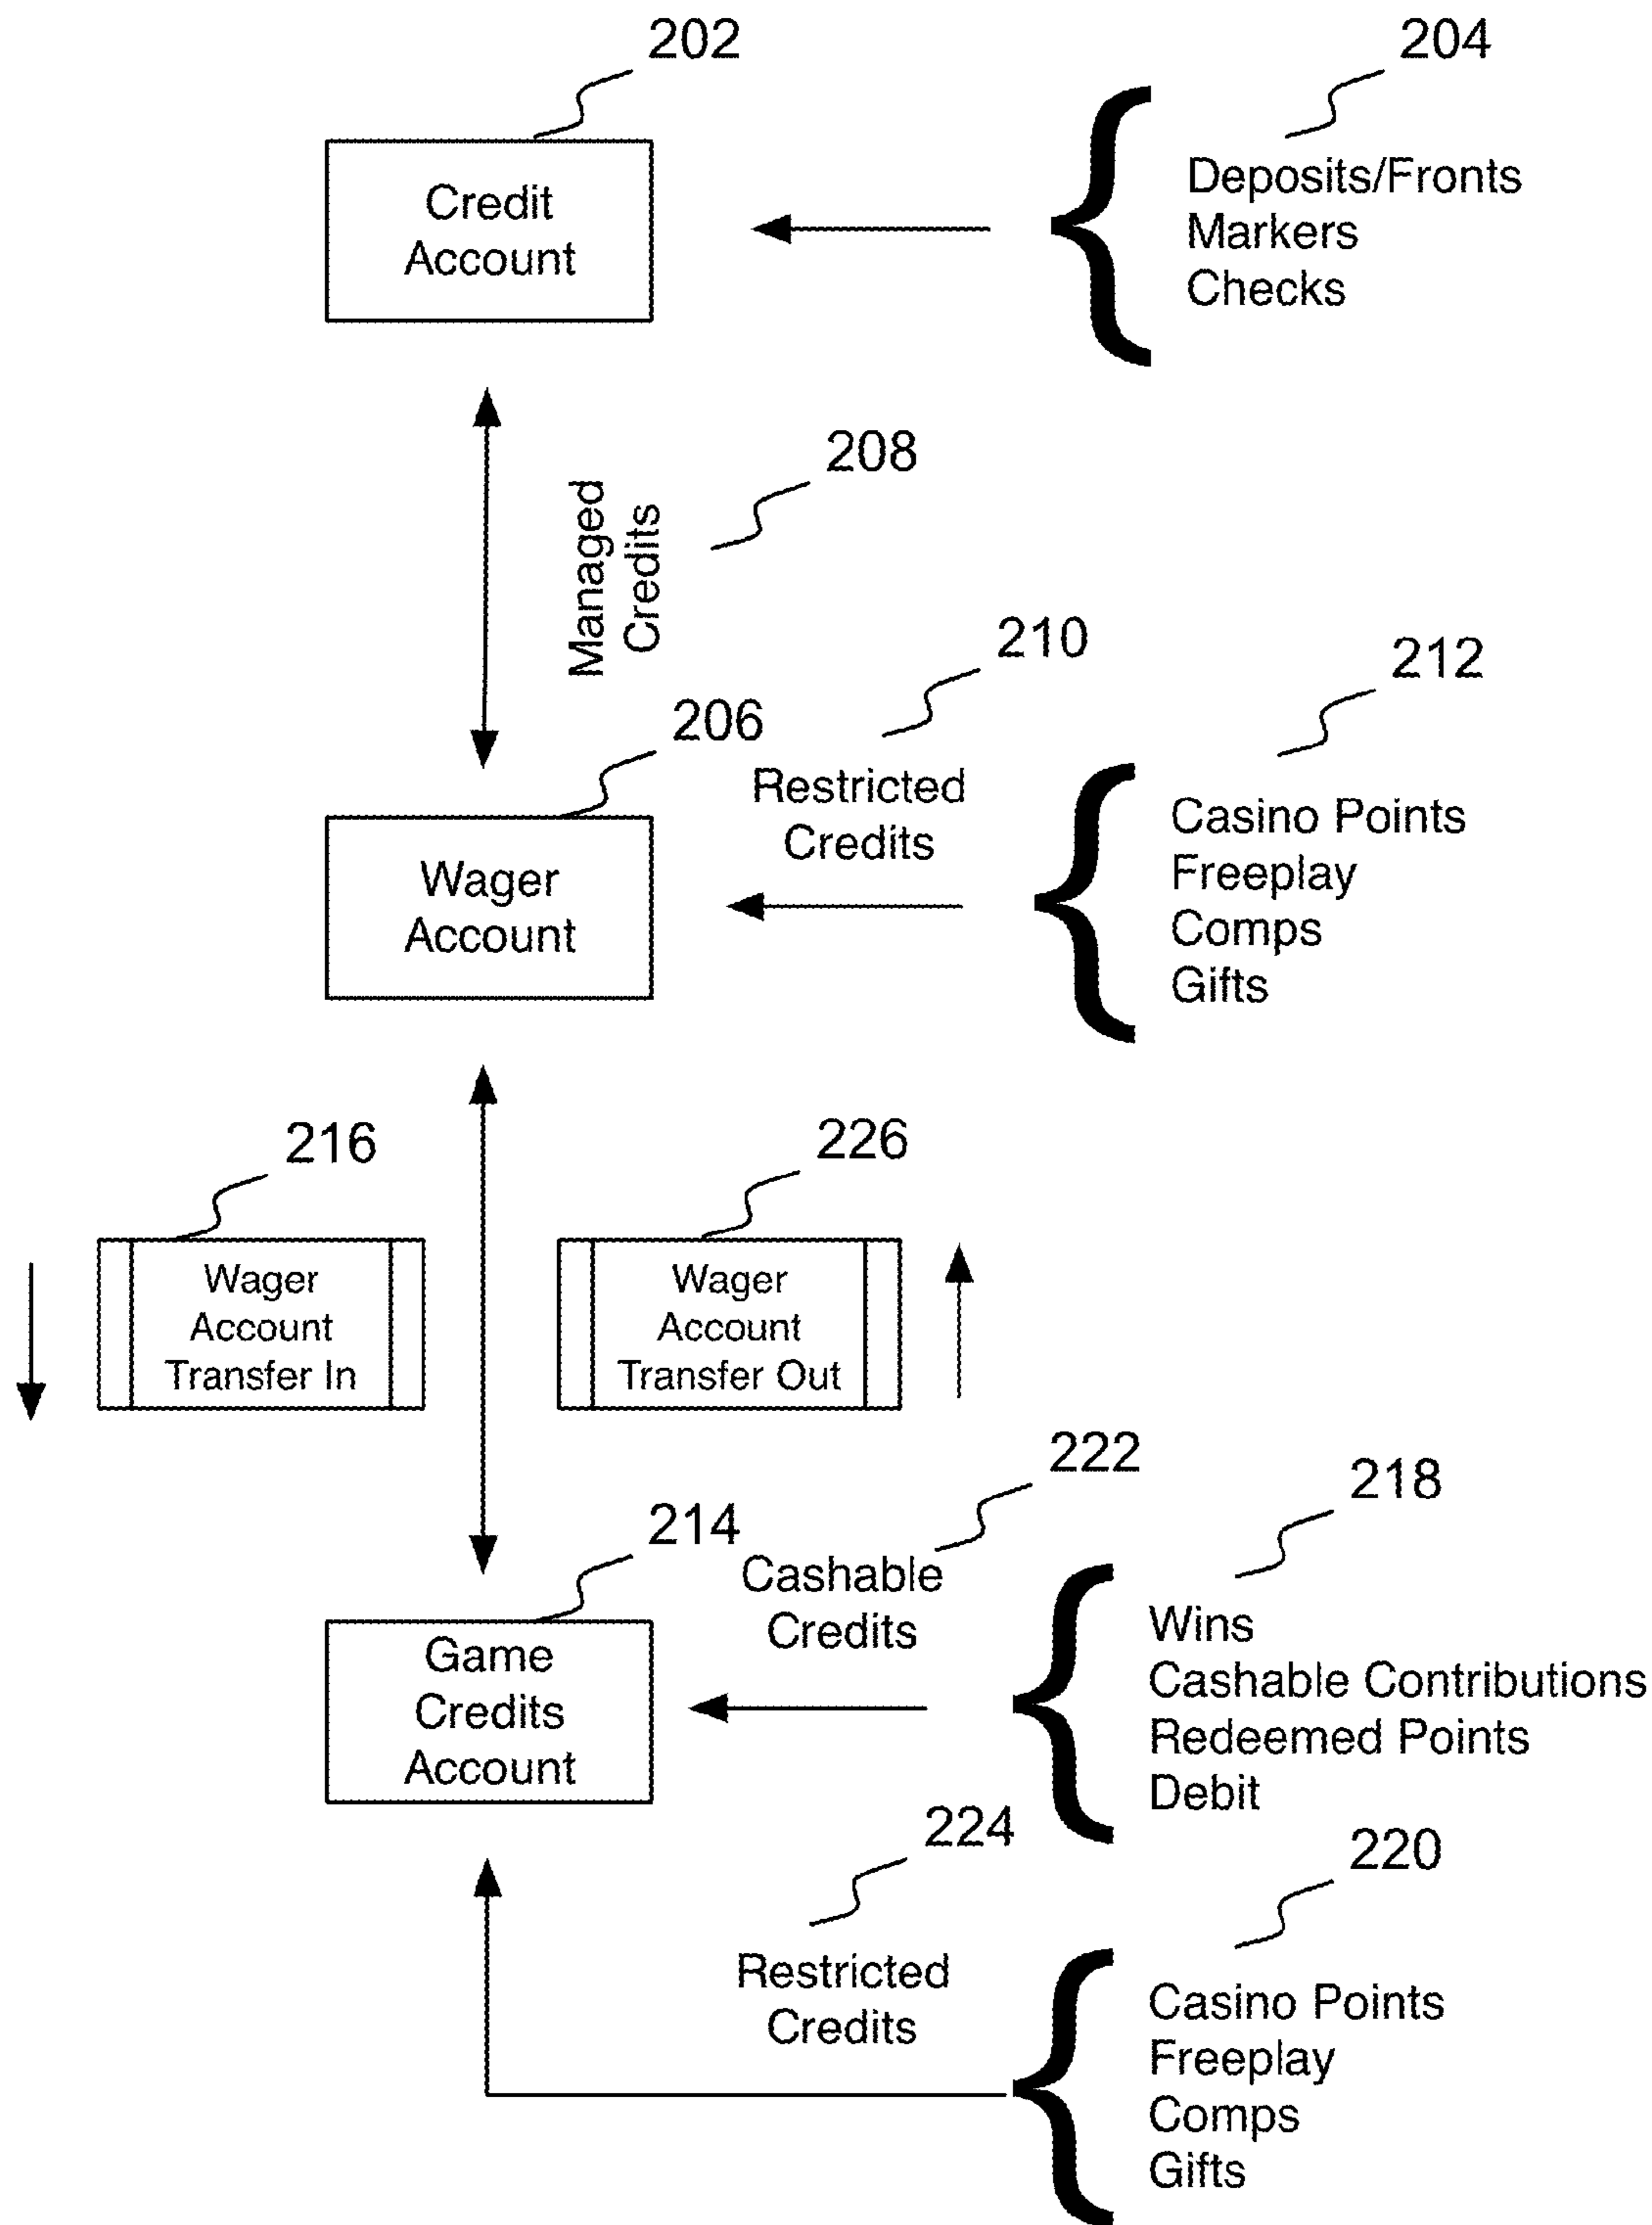 202
204
Credit
Account
Deposits/Fronts
Markers
Checks
208
Managed
Credits
210
212
206
Restricted
Credits
Wager
Account
Casino Points
Freeplay
Comps
Gifts
216
226
Wager
Account
Transfer In
Wager
Account
Transfer Out
222
218
214
Cashable
Credits
Game
Credits
Account
Wins
Cashable Contributions
Redeemed Points
Debit
224
220
Restricted
Credits
Casino Points
Freeplay
Comps
Gifts